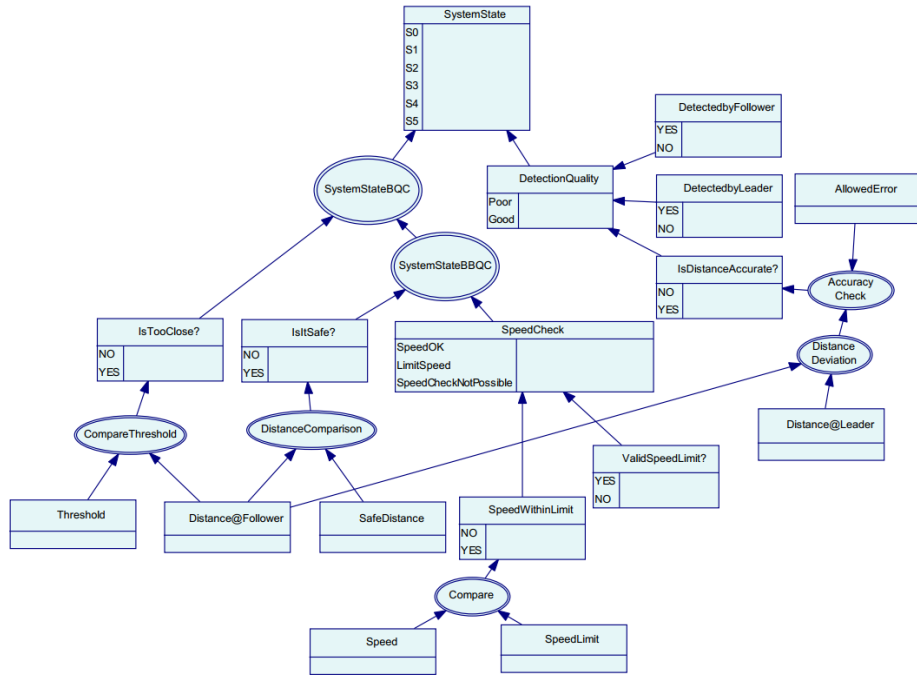 SystemState
S0
S1
S2
S3
S4
S5
DetectedbyFollower
YES
NO
SystemStateBQC
DetectionQuality
Poor
Good
DetectedbyLeader
YES
NO
AllowedError
SystemStateBBQC
IsDistanceAccurate?
NO
YES
Accuracy
Check
IsTooClose?
NO
YES
IsItSafe?
NO
YES
SpeedCheck
SpeedOK
LimitSpeed
SpeedCheckNotPossible
Distance
Deviation
CompareThreshold
DistanceComparison
Distance@Leader
ValidSpeedLimit?
YES
NO
Threshold
Distance@Follower
SafeDistance
SpeedWithinLimit
NO
YES
Compare
Speed
SpeedLimit